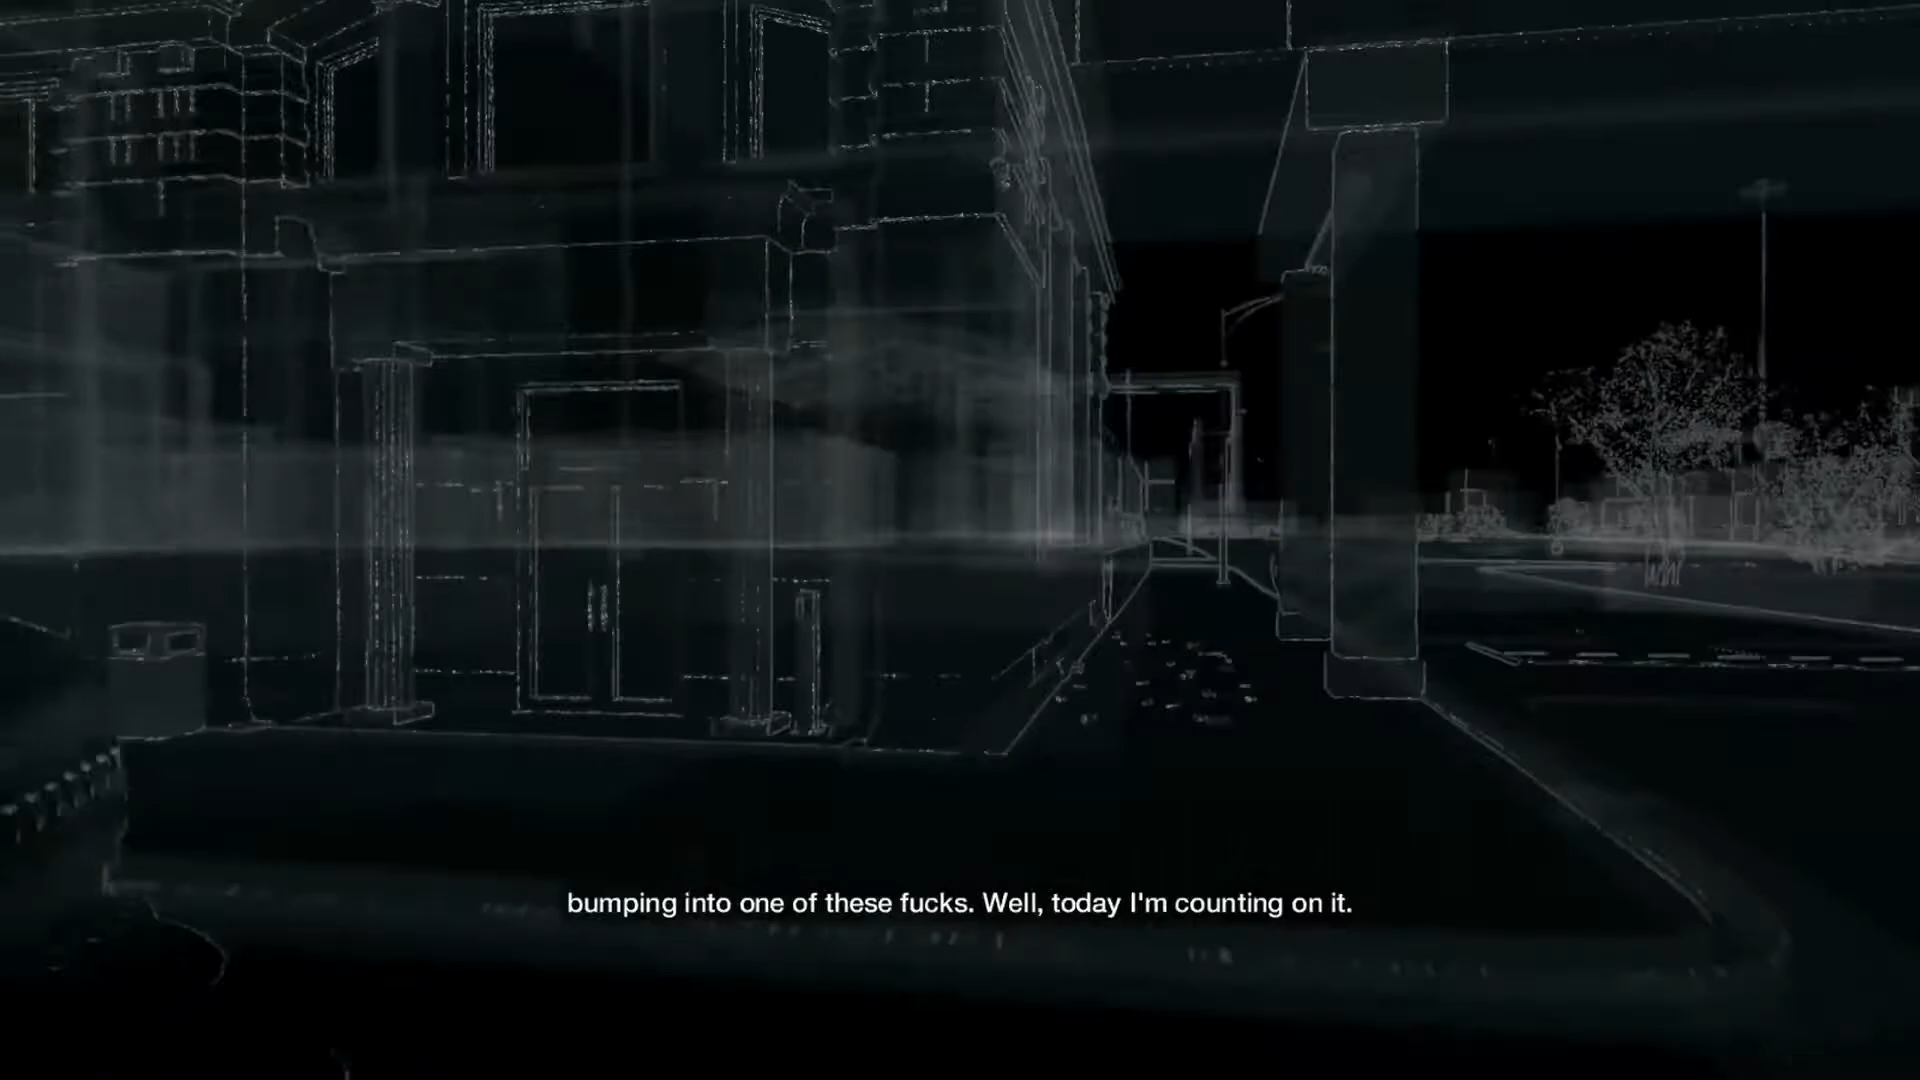 bumping into one of these fucks. Well, today I'm counting on it.